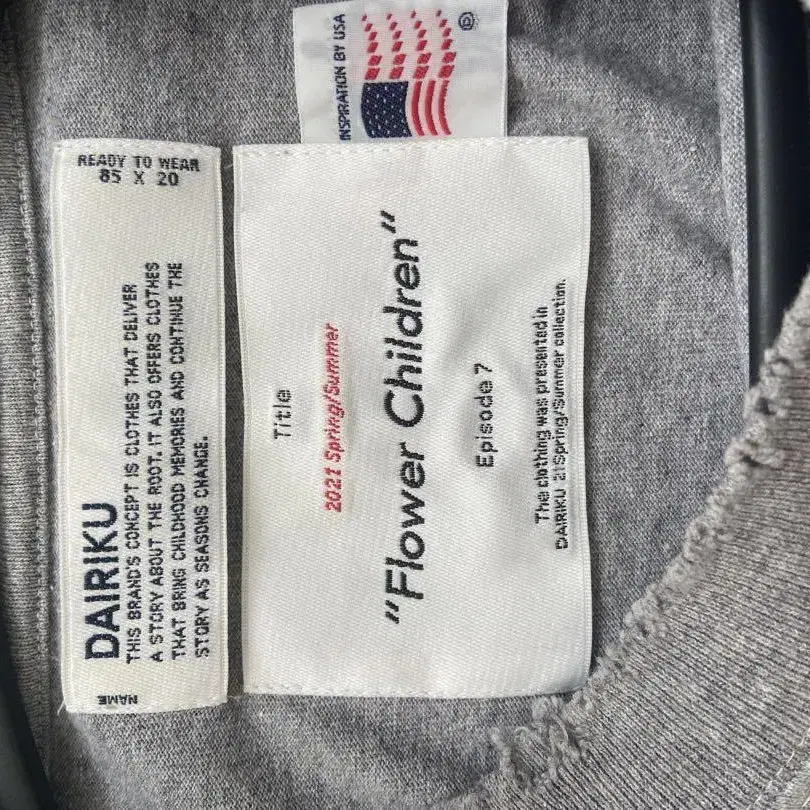 INSPIRATION BY USA
©
READY TO WEAR
85 X 20
NAME
DAIRIKU
THIS BRAND'S CONCEPT IS CLOTHES THAT DELIVER
A STORY ABOUT THE ROOT. IT ALSO OFFERS CLOTHES
THAT BRING CHILDHOOD MEMORIES AND CONTINUE THE
STORY AS SEASONS CHANGE.
Title
2021 Spring/Summer
"Flower Children"
Episode 7
The clothing was presented in
DAIRIKU 21 Spring/Summer collection.